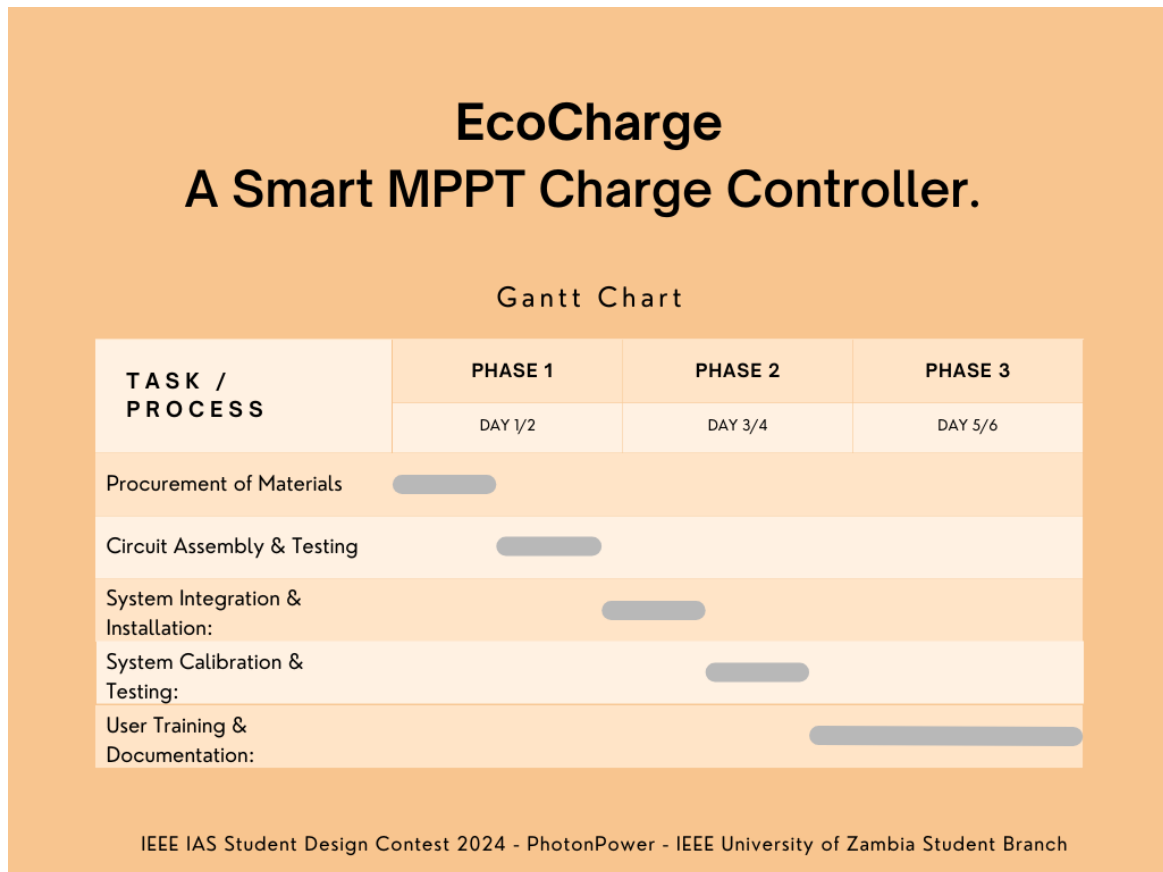 EcoCharge
A Smart MPPT Charge Controller.
Gantt Chart
TASK /
PROCESS
PHASE 1
PHASE 2
PHASE 3
DAY 1/2
DAY 3/4
DAY 5/6
Procurement of Materials
Circuit Assembly & Testing
System Integration &
Installation:
System Calibration &
Testing:
User Training &
Documentation:
IEEE IAS Student Design Contest 2024 - PhotonPower - IEEE University of Zambia Student Branch